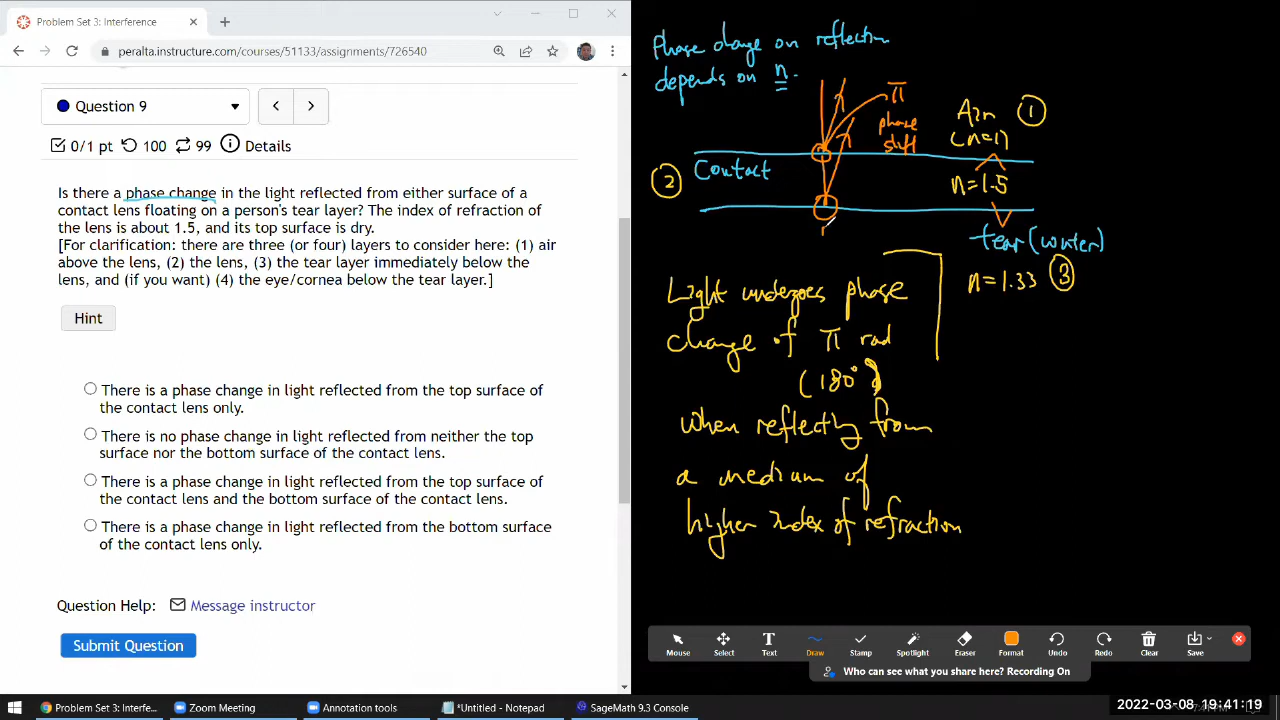 Problem Set 3: Interference
peralta.instructure.com/courses/51133/assignments/726540
Question 9
0/1 pt 100 99 Details
Is there a phase change in the light reflected from either surface of a
contact lens floating on a person's tear layer? The index of refraction of
the lens is about 1.5, and its top surface is dry.
[For clarification: there are three (or four) layers to consider here: (1) air
above the lens, (2) the lens, (3) the tear layer immediately below the
lens, and (if you want) (4) the eye/cornea below the tear layer.]
Hint
There is a phase change in light reflected from the top surface of
the contact lens only.
There is no phase change in light reflected from neither the top
surface nor the bottom surface of the contact lens.
There is a phase change in light reflected from the top surface of
the contact lens and the bottom surface of the contact lens.
There is a phase change in light reflected from the bottom surface
of the contact lens only.
Question Help: Message instructor
Submit Question
Phase change on reflection
depends on n.
π
phase
shift
Air 1
(n=1)
2 Contact
n=1.5
tear (water)
n=1.33 3
Light undergoes phase
change of π rad
(180°)
when reflecting from
a medium of
higher index of refraction
Mouse Select Text Draw Stamp Spotlight Eraser Format Undo Redo Clear Save
Who can see what you share here? Recording On
Problem Set 3: Interfe... Zoom Meeting Annotation tools *Untitled - Notepad SageMath 9.3 Console
2022-03-08 19:41:19